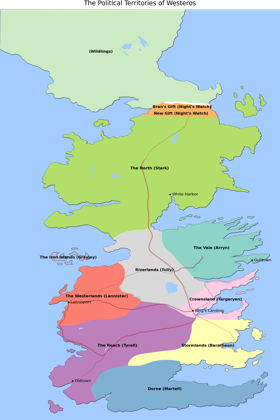 The Political Territories of Westeros
(Wildlings)
Bran's Gift (Night's Watch)
New Gift (Night's Watch)
The North (Stark)
White Harbor
The Vale (Arryn)
Gulltown
The Iron Islands (Greyjoy)
Riverlands (Tully)
The Westerlands (Lannister)
Lannisport
Crownsland (Targaryen)
King's Landing
The Reach (Tyrell)
Stormlands (Baratheon)
Oldtown
Dorne (Martell)